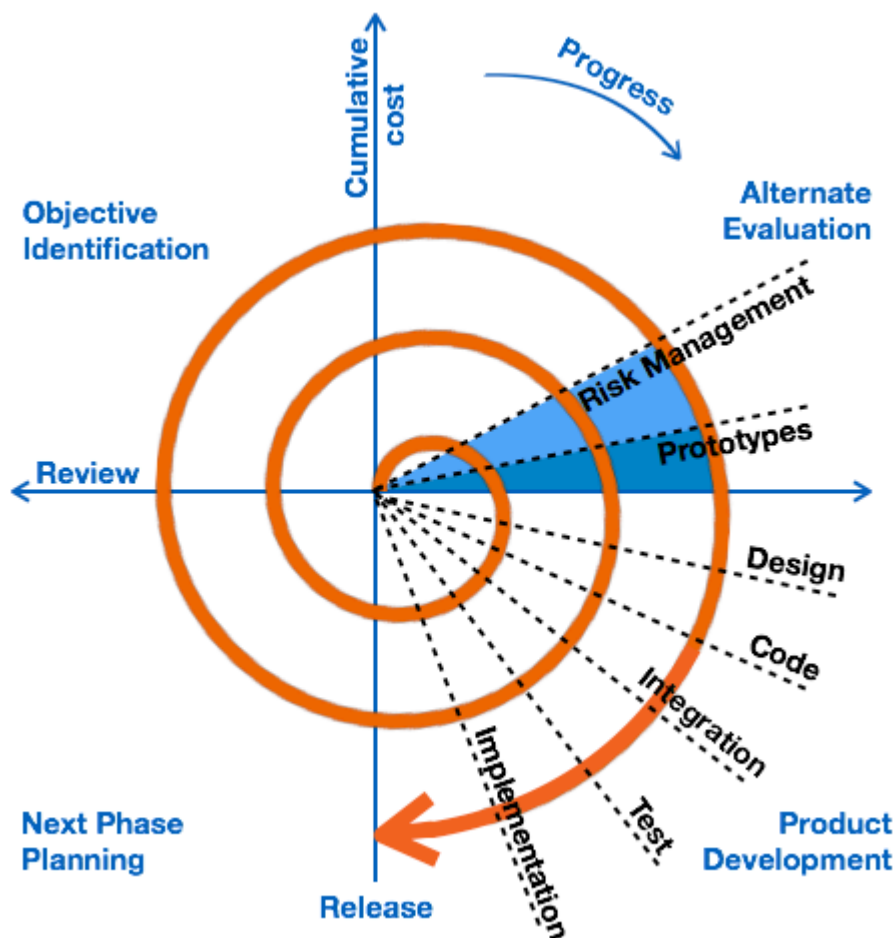 Cumulative
cost
Progress
Objective
Identification
Alternate
Evaluation
Risk Management
Prototypes
Review
Design
Code
Integration
Test
Implementation
Next Phase
Planning
Product
Development
Release